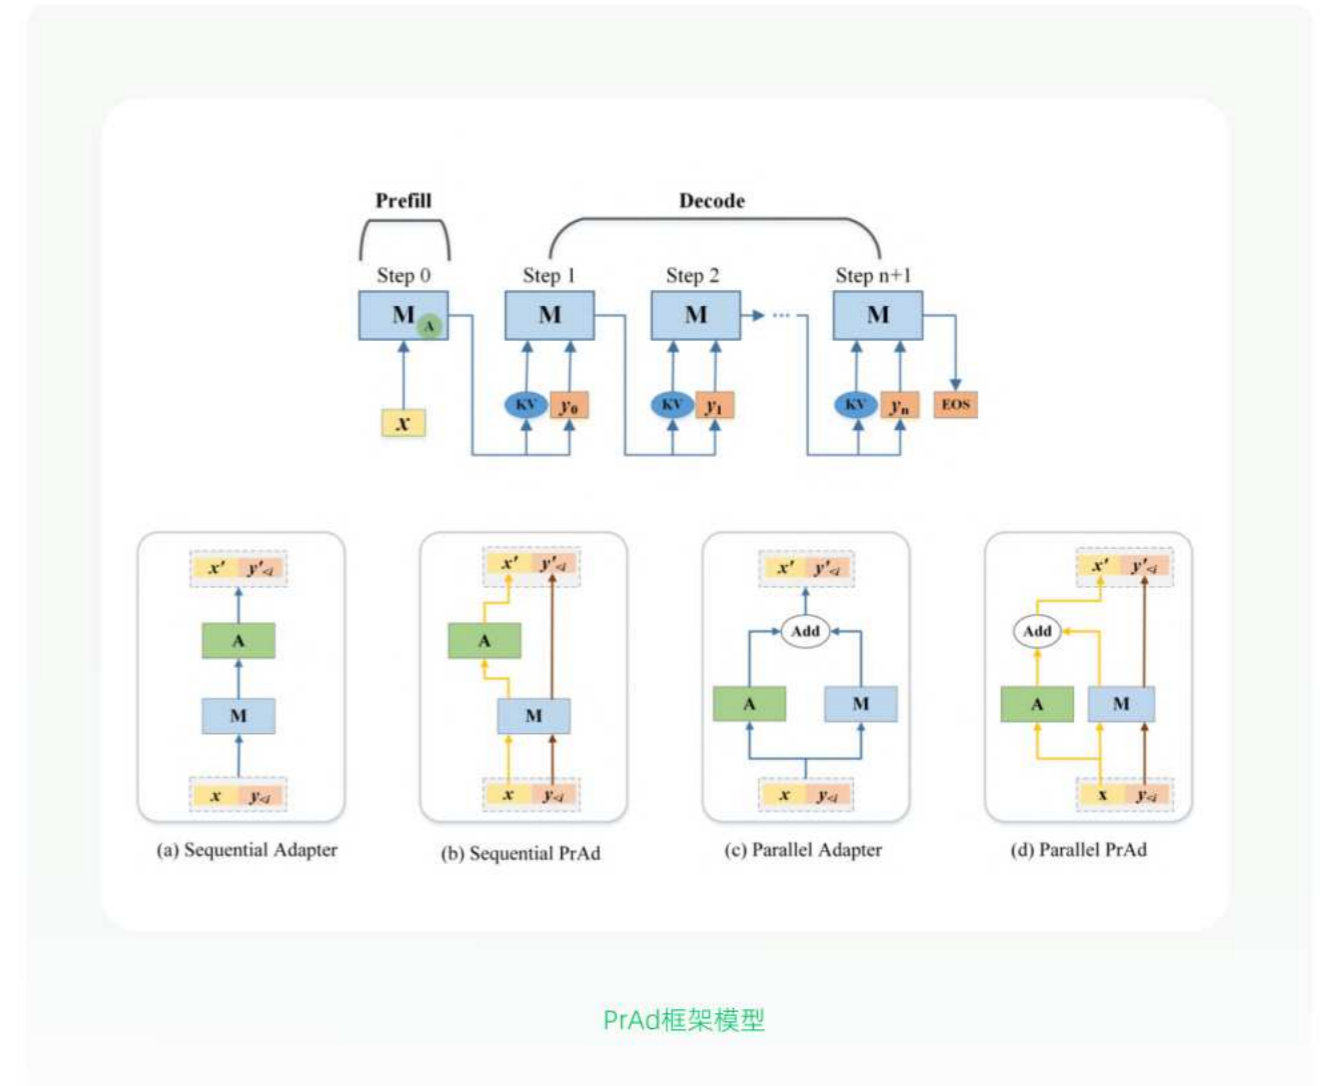 Prefill Decode
Step 0 Step 1 Step 2 Step n+1
M A M M ... M
KV y₀ KV y₁ KV yₙ EOS
x
x′ y′<i x′ y′<i x′ y′<i x′ y′<i
A A Add Add
M M A M A M
x y<i x y<i x y<i x y<i
(a) Sequential Adapter (b) Sequential PrAd (c) Parallel Adapter (d) Parallel PrAd
PrAd框架模型